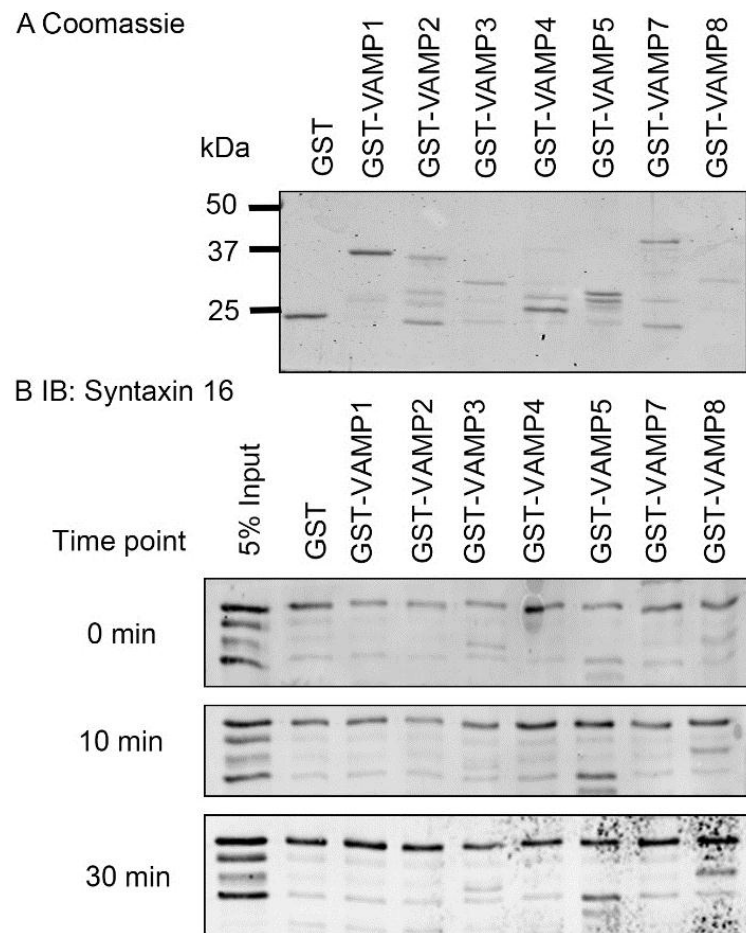 A Coomassie
kDa
GST
GST-VAMP1
GST-VAMP2
GST-VAMP3
GST-VAMP4
GST-VAMP5
GST-VAMP7
GST-VAMP8
50
37
25
B IB: Syntaxin 16
Time point
5% Input
GST
GST-VAMP1
GST-VAMP2
GST-VAMP3
GST-VAMP4
GST-VAMP5
GST-VAMP7
GST-VAMP8
0 min
10 min
30 min